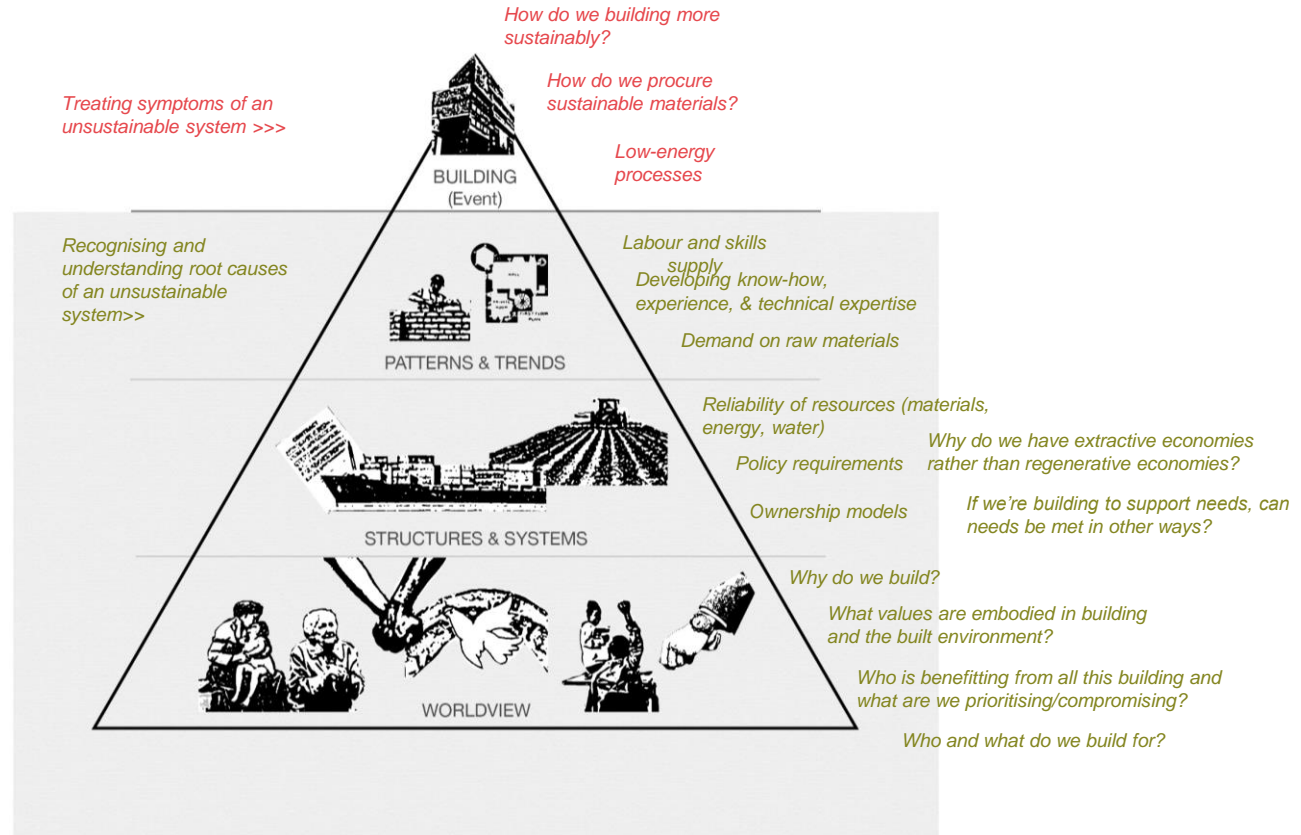 How do we building more
sustainably?
How do we procure
sustainable materials?
Treating symptoms of an
unsustainable system >>>
Low-energy
processes
BUILDING
(Event)
Recognising and
understanding root causes
of an unsustainable
system>>
Labour and skills
supply
Developing know-how,
experience, & technical expertise
Demand on raw materials
PATTERNS & TRENDS
Reliability of resources (materials,
energy, water)
Why do we have extractive economies
rather than regenerative economies?
Policy requirements
Ownership models
If we're building to support needs, can
needs be met in other ways?
CONTRACT
STRUCTURES & SYSTEMS
Why do we build?
What values are embodied in building
and the built environment?
Who is benefitting from all this building and
what are we prioritising/compromising?
WORLDVIEW
Who and what do we build for?